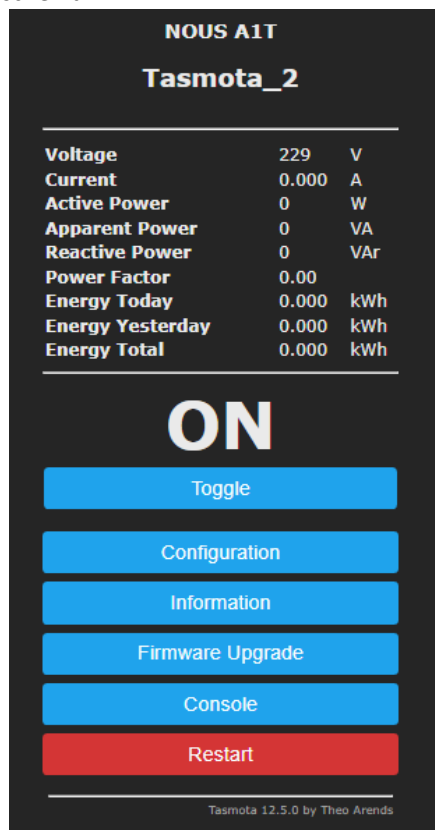 NOUS A1T
Tasmota_2
Voltage 229 V
Current 0.000 A
Active Power 0 W
Apparent Power 0 VA
Reactive Power 0 VAr
Power Factor 0.00
Energy Today 0.000 kWh
Energy Yesterday 0.000 kWh
Energy Total 0.000 kWh
ON
Toggle
Configuration
Information
Firmware Upgrade
Console
Restart
Tasmota 12.5.0 by Theo Arends